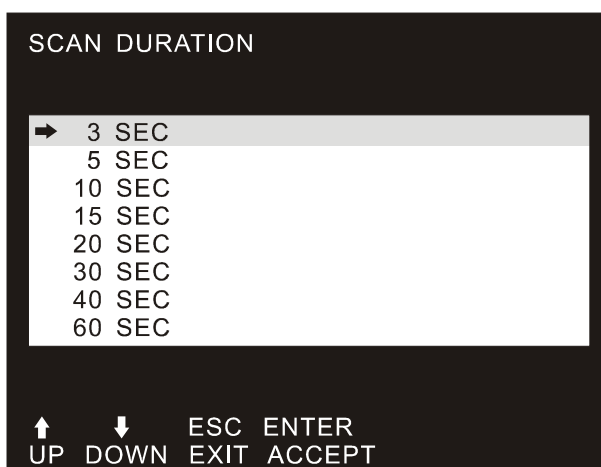 SCAN DURATION
➡ 3 SEC
5 SEC
10 SEC
15 SEC
20 SEC
30 SEC
40 SEC
60 SEC
⬆ ⬇ ESC ENTER
UP DOWN EXIT ACCEPT